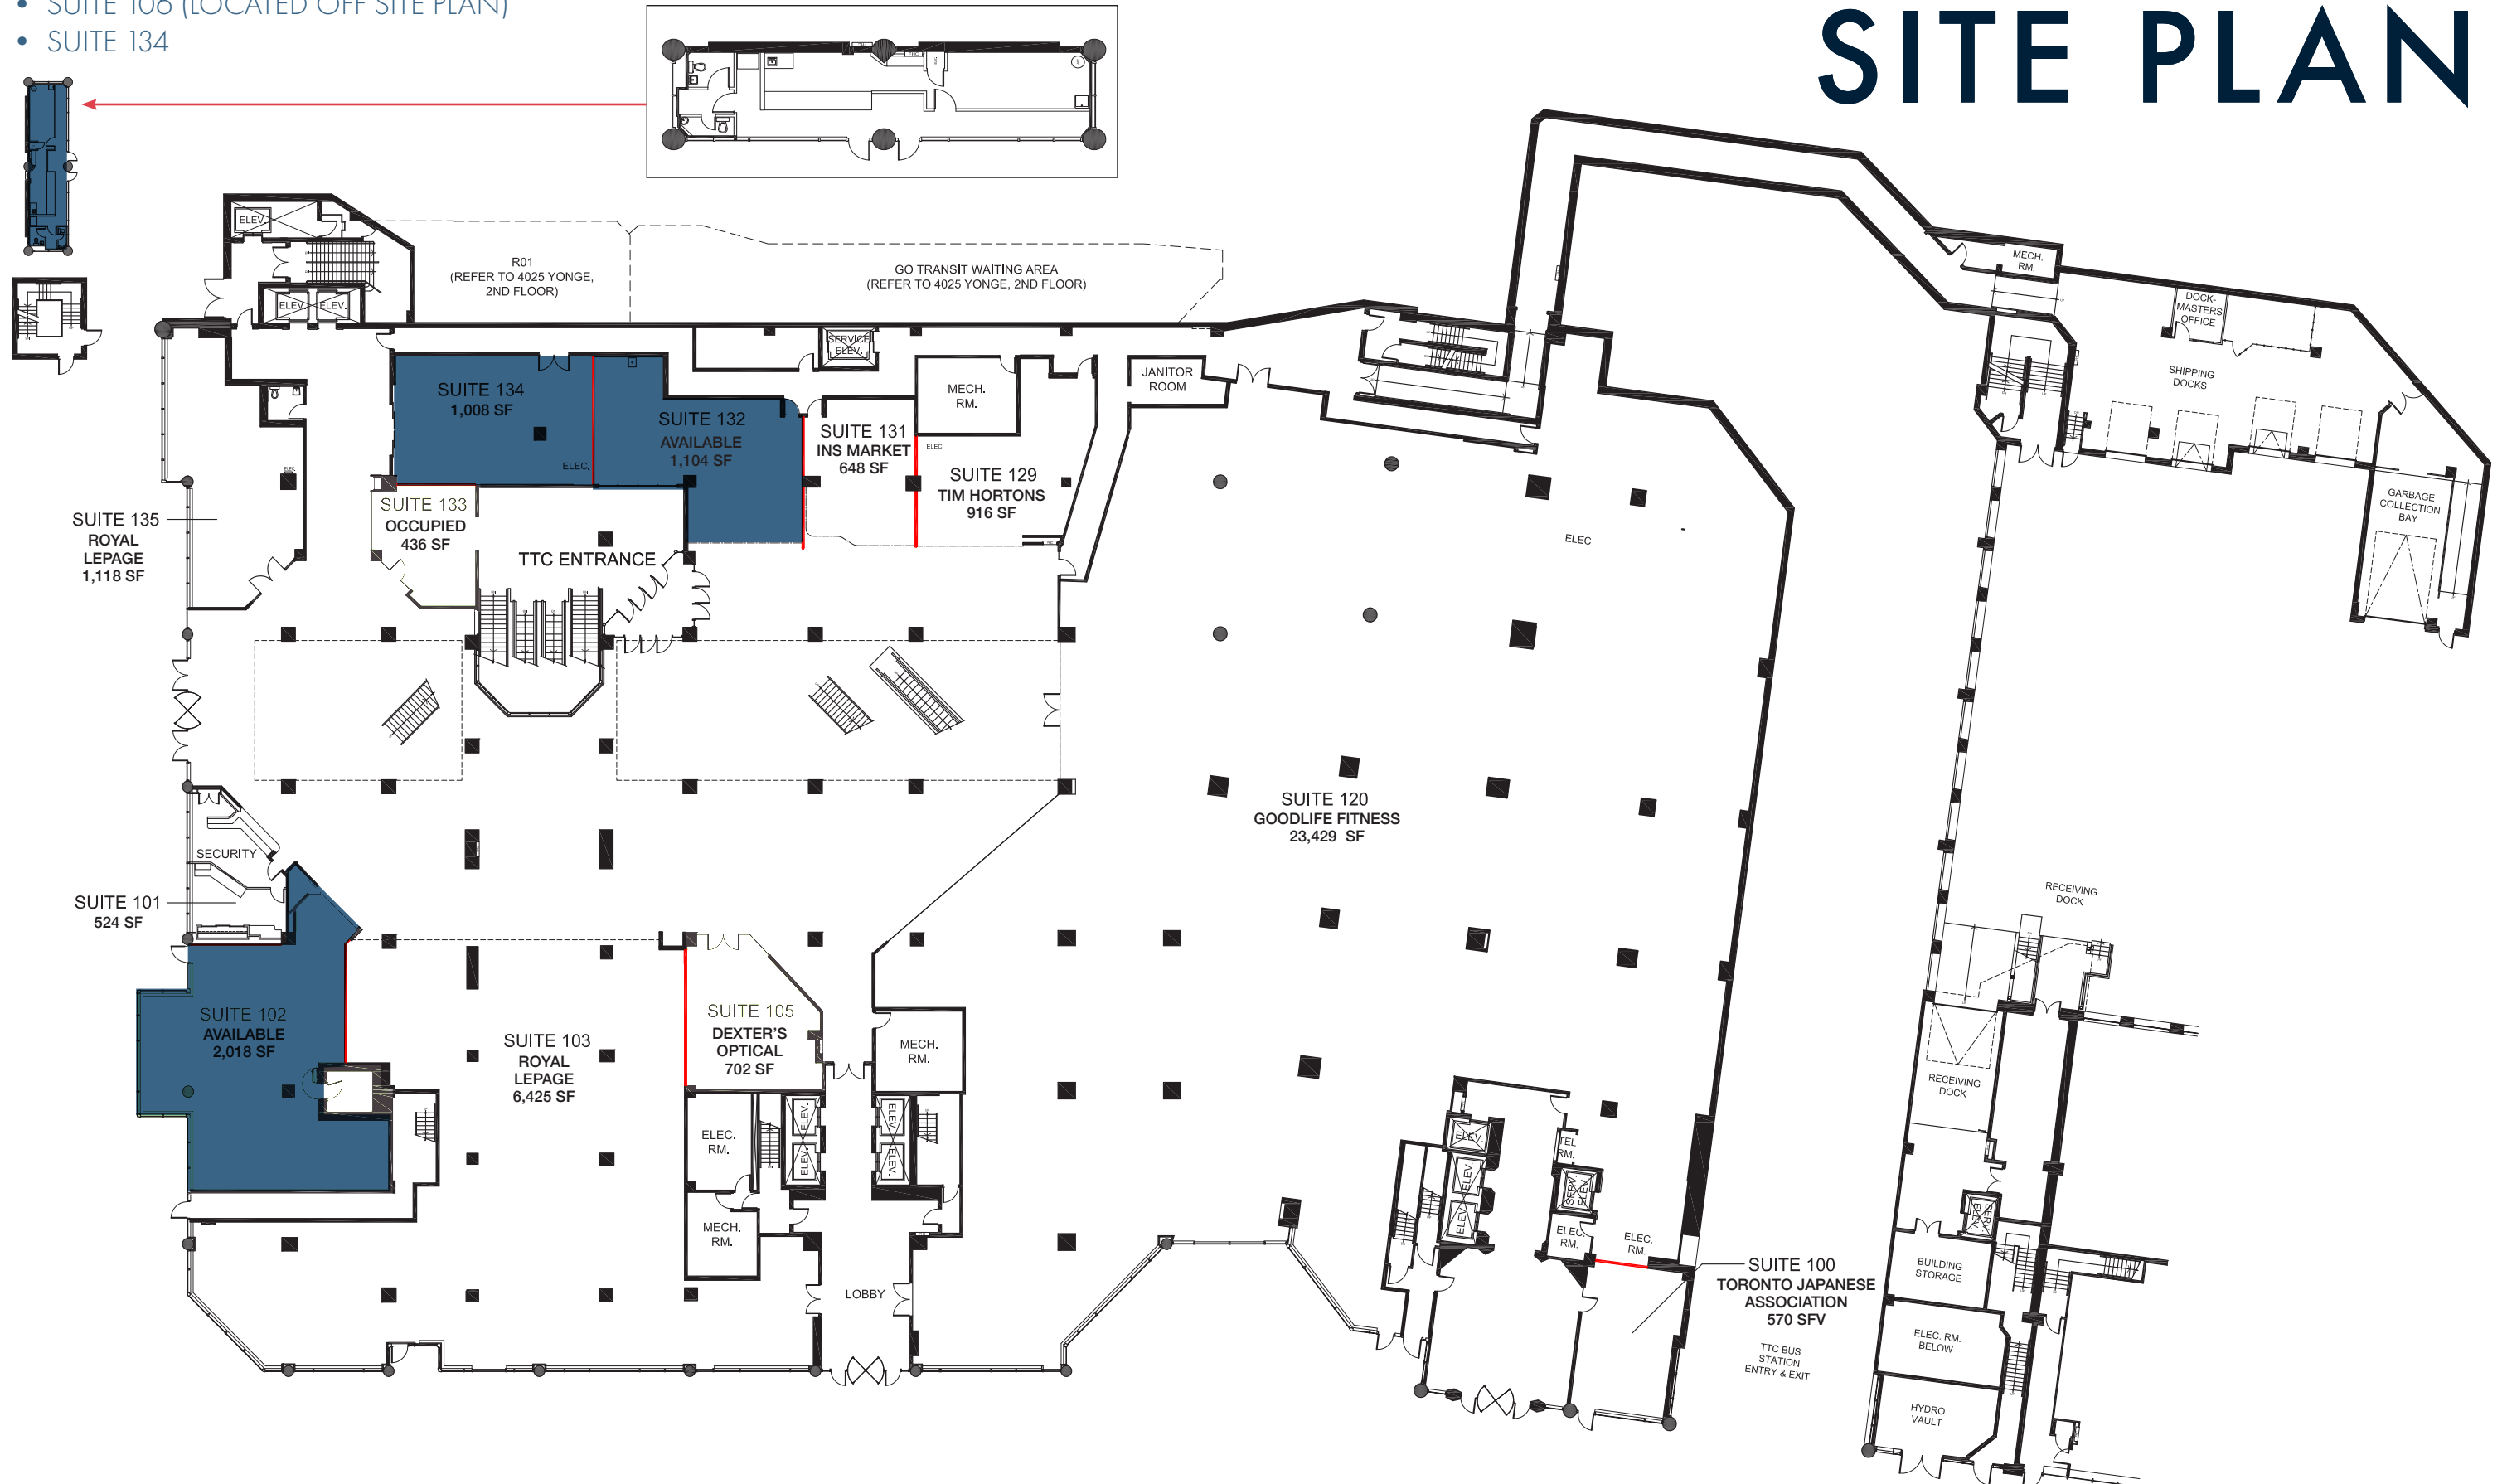 • SUITE 106 (LOCATED OFF SITE PLAN)
• SUITE 134
SITE PLAN
ELEV.
ELEV.
ELEV.
R01
(REFER TO 4025 YONGE,
2ND FLOOR)
GO TRANSIT WAITING AREA
(REFER TO 4025 YONGE, 2ND FLOOR)
MECH.
RM.
DOCK-
MASTERS
OFFICE
SHIPPING
DOCKS
GARBAGE
COLLECTION
BAY
SERVICE
ELEV.
JANITOR
ROOM
MECH.
RM.
SUITE 134
1,008 SF
ELEC.
SUITE 132
AVAILABLE
1,104 SF
SUITE 131
INS MARKET
648 SF
ELEC.
SUITE 129
TIM HORTONS
916 SF
ELEC.
SUITE 133
OCCUPIED
436 SF
SUITE 135
ROYAL
LEPAGE
1,118 SF
TTC ENTRANCE
ELEC
SUITE 120
GOODLIFE FITNESS
23,429 SF
SECURITY
SUITE 101
524 SF
SUITE 102
AVAILABLE
2,018 SF
SUITE 103
ROYAL
LEPAGE
6,425 SF
SUITE 105
DEXTER'S
OPTICAL
702 SF
MECH.
RM.
ELEC.
RM.
ELEV.
ELEV.
ELEV.
ELEV.
MECH.
RM.
LOBBY
RECEIVING
DOCK
RECEIVING
DOCK
ELEV.
ELEV.
ELEV.
TEL
RM.
SERV.
ELEV.
ELEC.
RM.
ELEC.
RM.
SUITE 100
TORONTO JAPANESE
ASSOCIATION
570 SFV
TTC BUS
STATION
ENTRY & EXIT
SERV.
ELEV.
BUILDING
STORAGE
ELEC. RM.
BELOW
HYDRO
VAULT